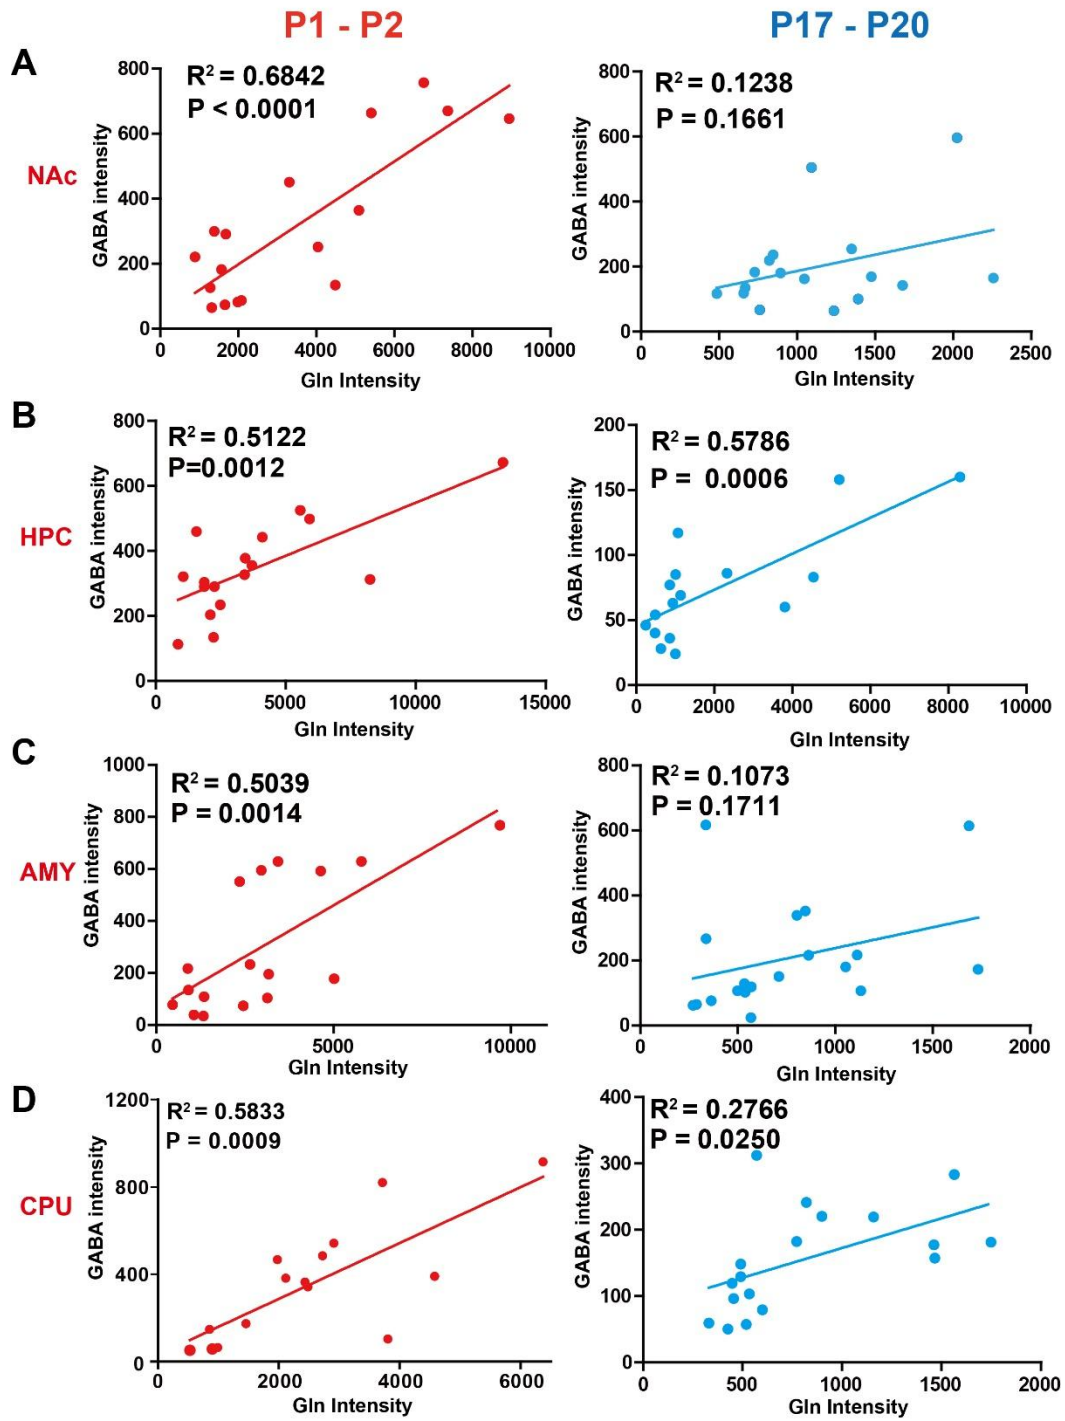 P1 - P2
P17 - P20
A
NAc
R² = 0.6842
P < 0.0001
GABA intensity
800
600
400
200
0
0 2000 4000 6000 8000 10000
Gln Intensity
R² = 0.1238
P = 0.1661
GABA intensity
800
600
400
200
0
0 500 1000 1500 2000 2500
Gln Intensity
B
HPC
R² = 0.5122
P=0.0012
GABA intensity
800
600
400
200
0
0 5000 10000 15000
Gln Intensity
R² = 0.5786
P = 0.0006
GABA intensity
200
150
100
50
0
0 2000 4000 6000 8000 10000
Gln Intensity
C
AMY
R² = 0.5039
P = 0.0014
GABA intensity
1000
800
600
400
200
0
0 5000 10000
Gln Intensity
R² = 0.1073
P = 0.1711
GABA intensity
800
600
400
200
0
0 500 1000 1500 2000
Gln Intensity
D
CPU
R² = 0.5833
P = 0.0009
GABA intensity
1200
800
400
0
0 2000 4000 6000
Gln Intensity
R² = 0.2766
P = 0.0250
GABA intensity
400
300
200
100
0
0 500 1000 1500 2000
Gln Intensity